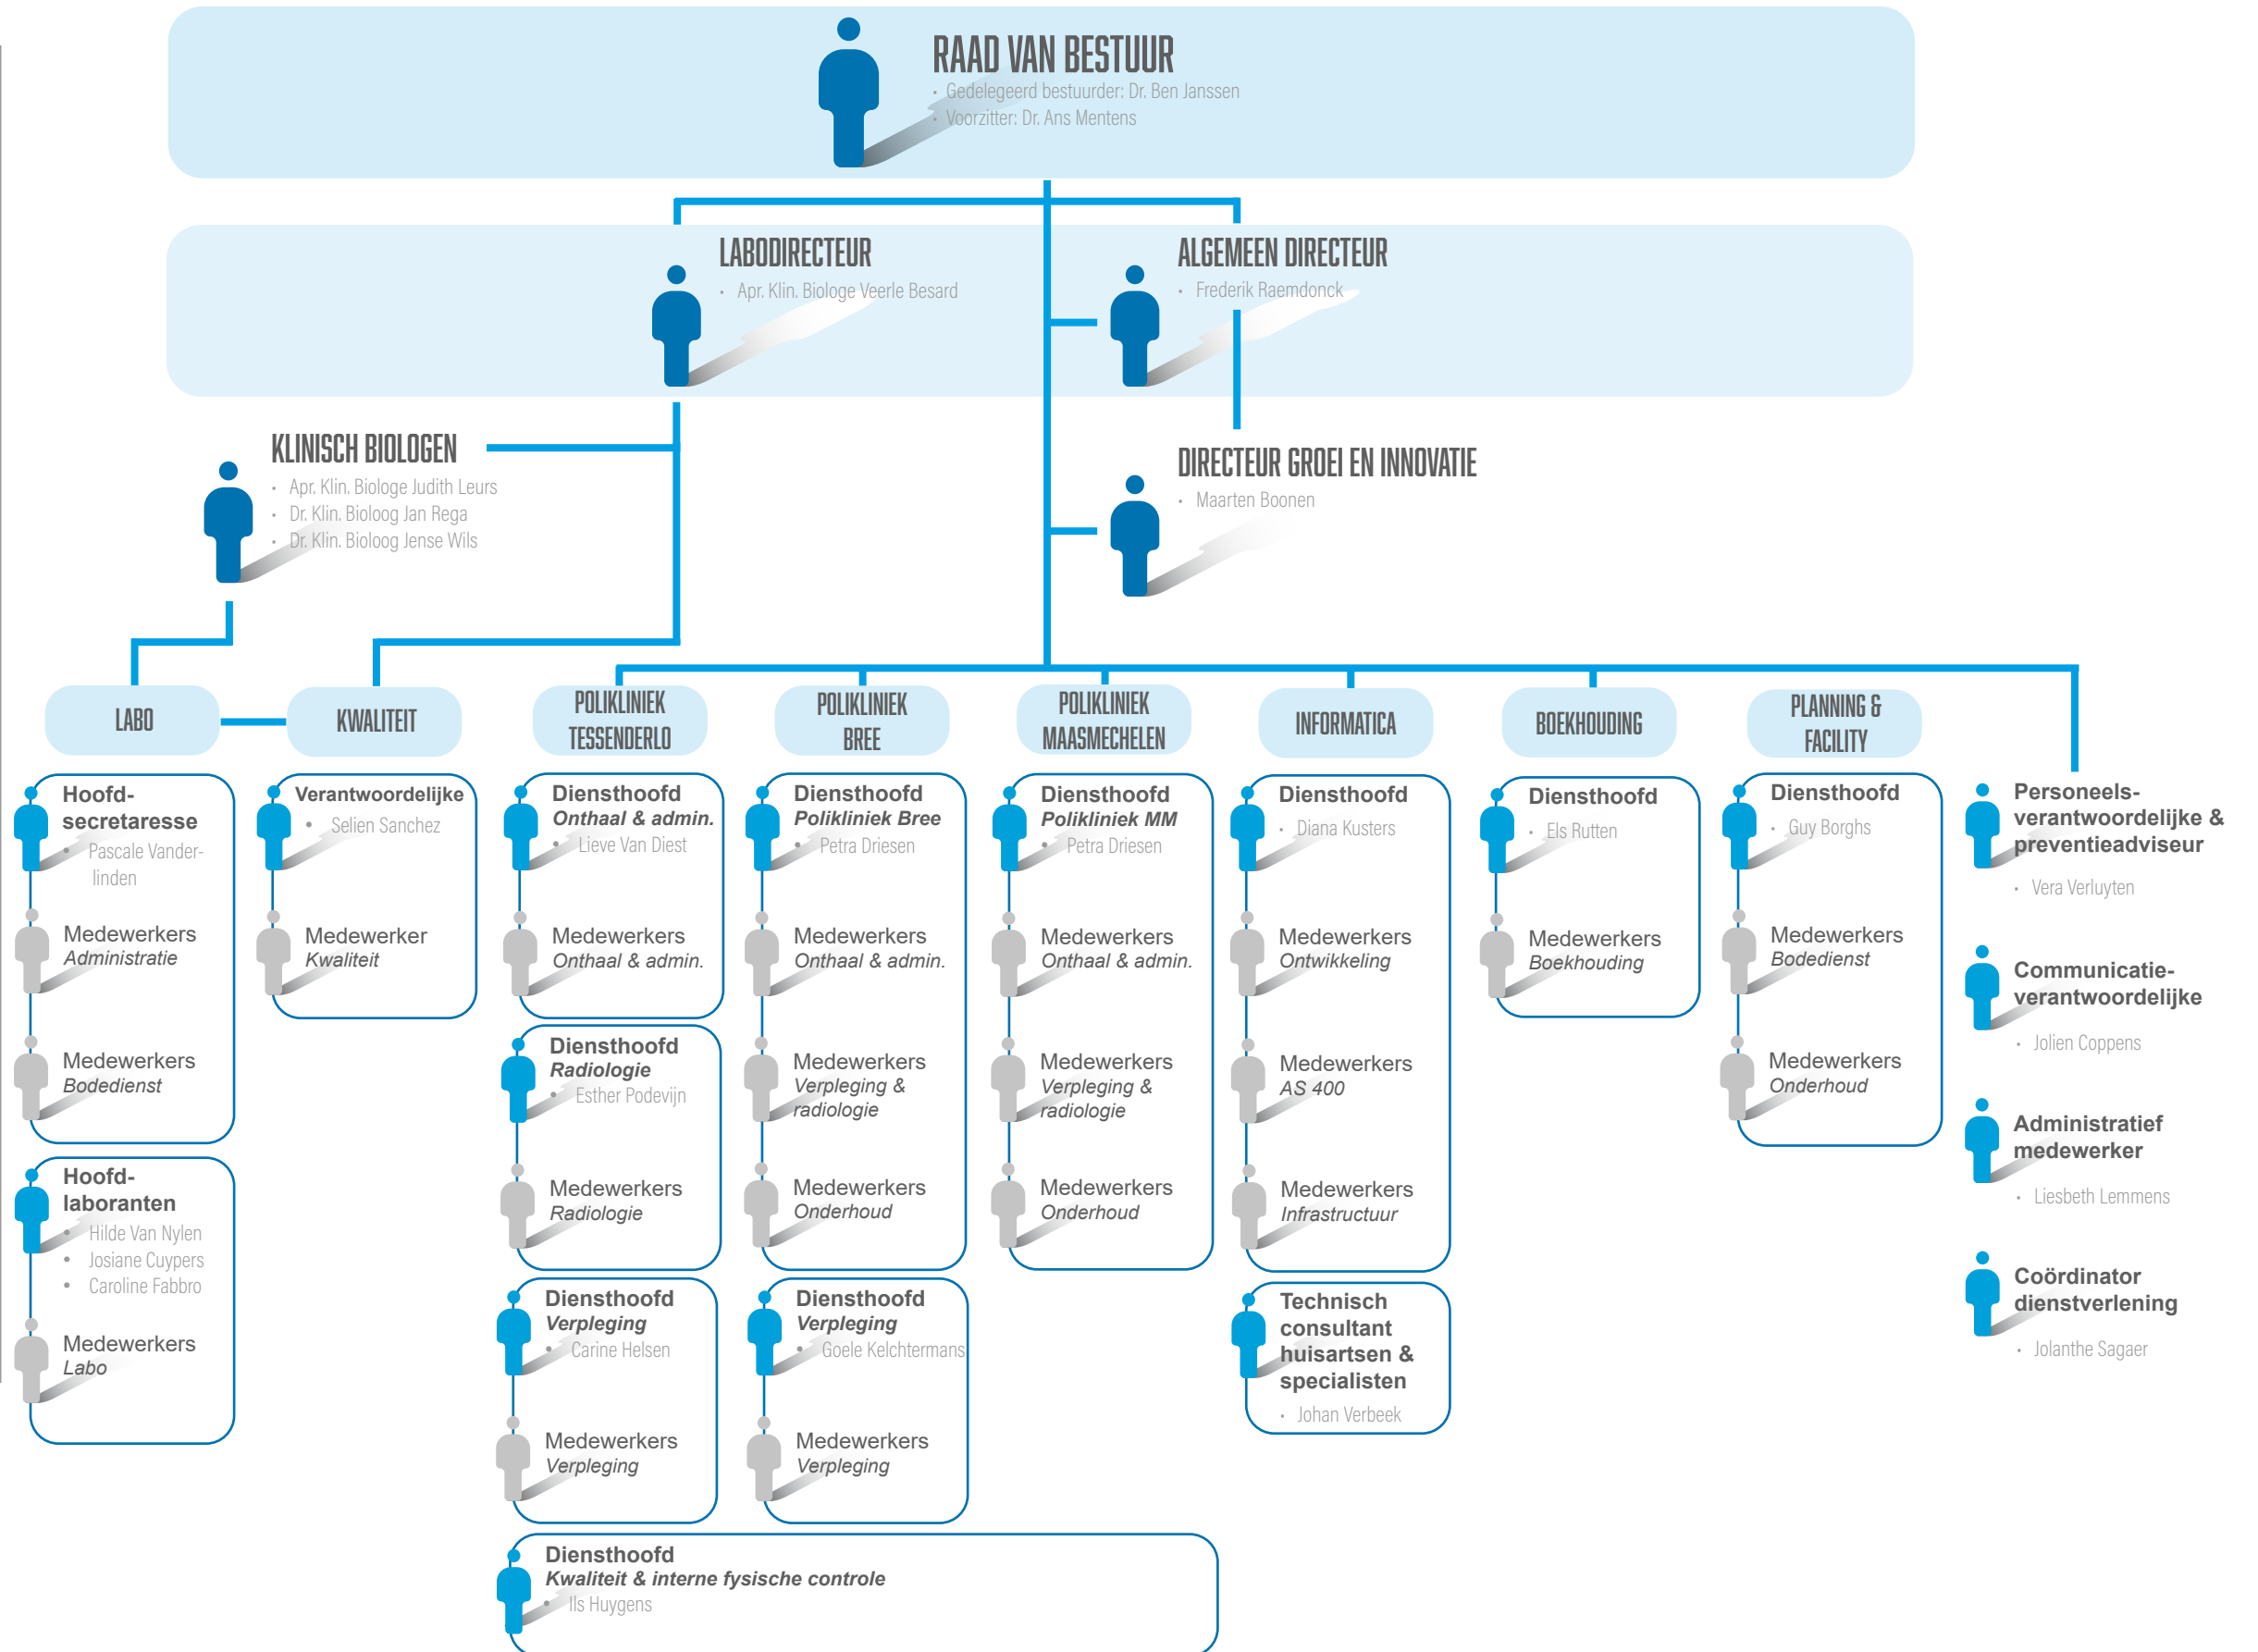 RAAD VAN BESTUUR
• Gedelegeerd bestuurder: Dr. Ben Janssen
• Voorzitter: Dr. Ans Mentens
LABODIRECTEUR
• Apr. Klin. Biologe Veerle Besard
ALGEMEEN DIRECTEUR
• Frederik Raemdonck
KLINISCH BIOLOGEN
• Apr. Klin. Biologe Judith Leurs
• Dr. Klin. Bioloog Jan Rega
• Dr. Klin. Bioloog Jense Wils
DIRECTEUR GROEI EN INNOVATIE
• Maarten Boonen
LABO
Hoofd-
secretaresse
• Pascale Vander-
linden
Medewerkers
Administratie
Medewerkers
Bodedienst
Hoofd-
laboranten
• Hilde Van Nylen
• Josiane Cuypers
• Caroline Fabbro
Medewerkers
Labo
KWALITEIT
Verantwoordelijke
• Selien Sanchez
Medewerker
Kwaliteit
POLIKLINIEK
TESSENDERLO
Diensthoofd
Onthaal & admin.
• Lieve Van Diest
Medewerkers
Onthaal & admin.
Diensthoofd
Radiologie
• Esther Podevijn
Medewerkers
Radiologie
Diensthoofd
Verpleging
• Carine Helsen
Medewerkers
Verpleging
POLIKLINIEK
BREE
Diensthoofd
Polikliniek Bree
• Petra Driesen
Medewerkers
Onthaal & admin.
Medewerkers
Verpleging &
radiologie
Medewerkers
Onderhoud
Diensthoofd
Verpleging
• Goele Kelchtermans
Medewerkers
Verpleging
Diensthoofd
Kwaliteit & interne fysische controle
• Ils Huygens
POLIKLINIEK
MAASMECHELEN
Diensthoofd
Polikliniek MM
• Petra Driesen
Medewerkers
Onthaal & admin.
Medewerkers
Verpleging &
radiologie
Medewerkers
Onderhoud
INFORMATICA
Diensthoofd
• Diana Kusters
Medewerkers
Ontwikkeling
Medewerkers
AS 400
Medewerkers
Infrastructuur
Technisch
consultant
huisartsen &
specialisten
• Johan Verbeek
BOEKHOUDING
Diensthoofd
• Els Rutten
Medewerkers
Boekhouding
PLANNING &
FACILITY
Diensthoofd
• Guy Borghs
Medewerkers
Bodedienst
Medewerkers
Onderhoud
Personeels-
verantwoordelijke &
preventieadviseur
• Vera Verluyten
Communicatie-
verantwoordelijke
• Jolien Coppens
Administratief
medewerker
• Liesbeth Lemmens
Coördinator
dienstverlening
• Jolanthe Sagaer